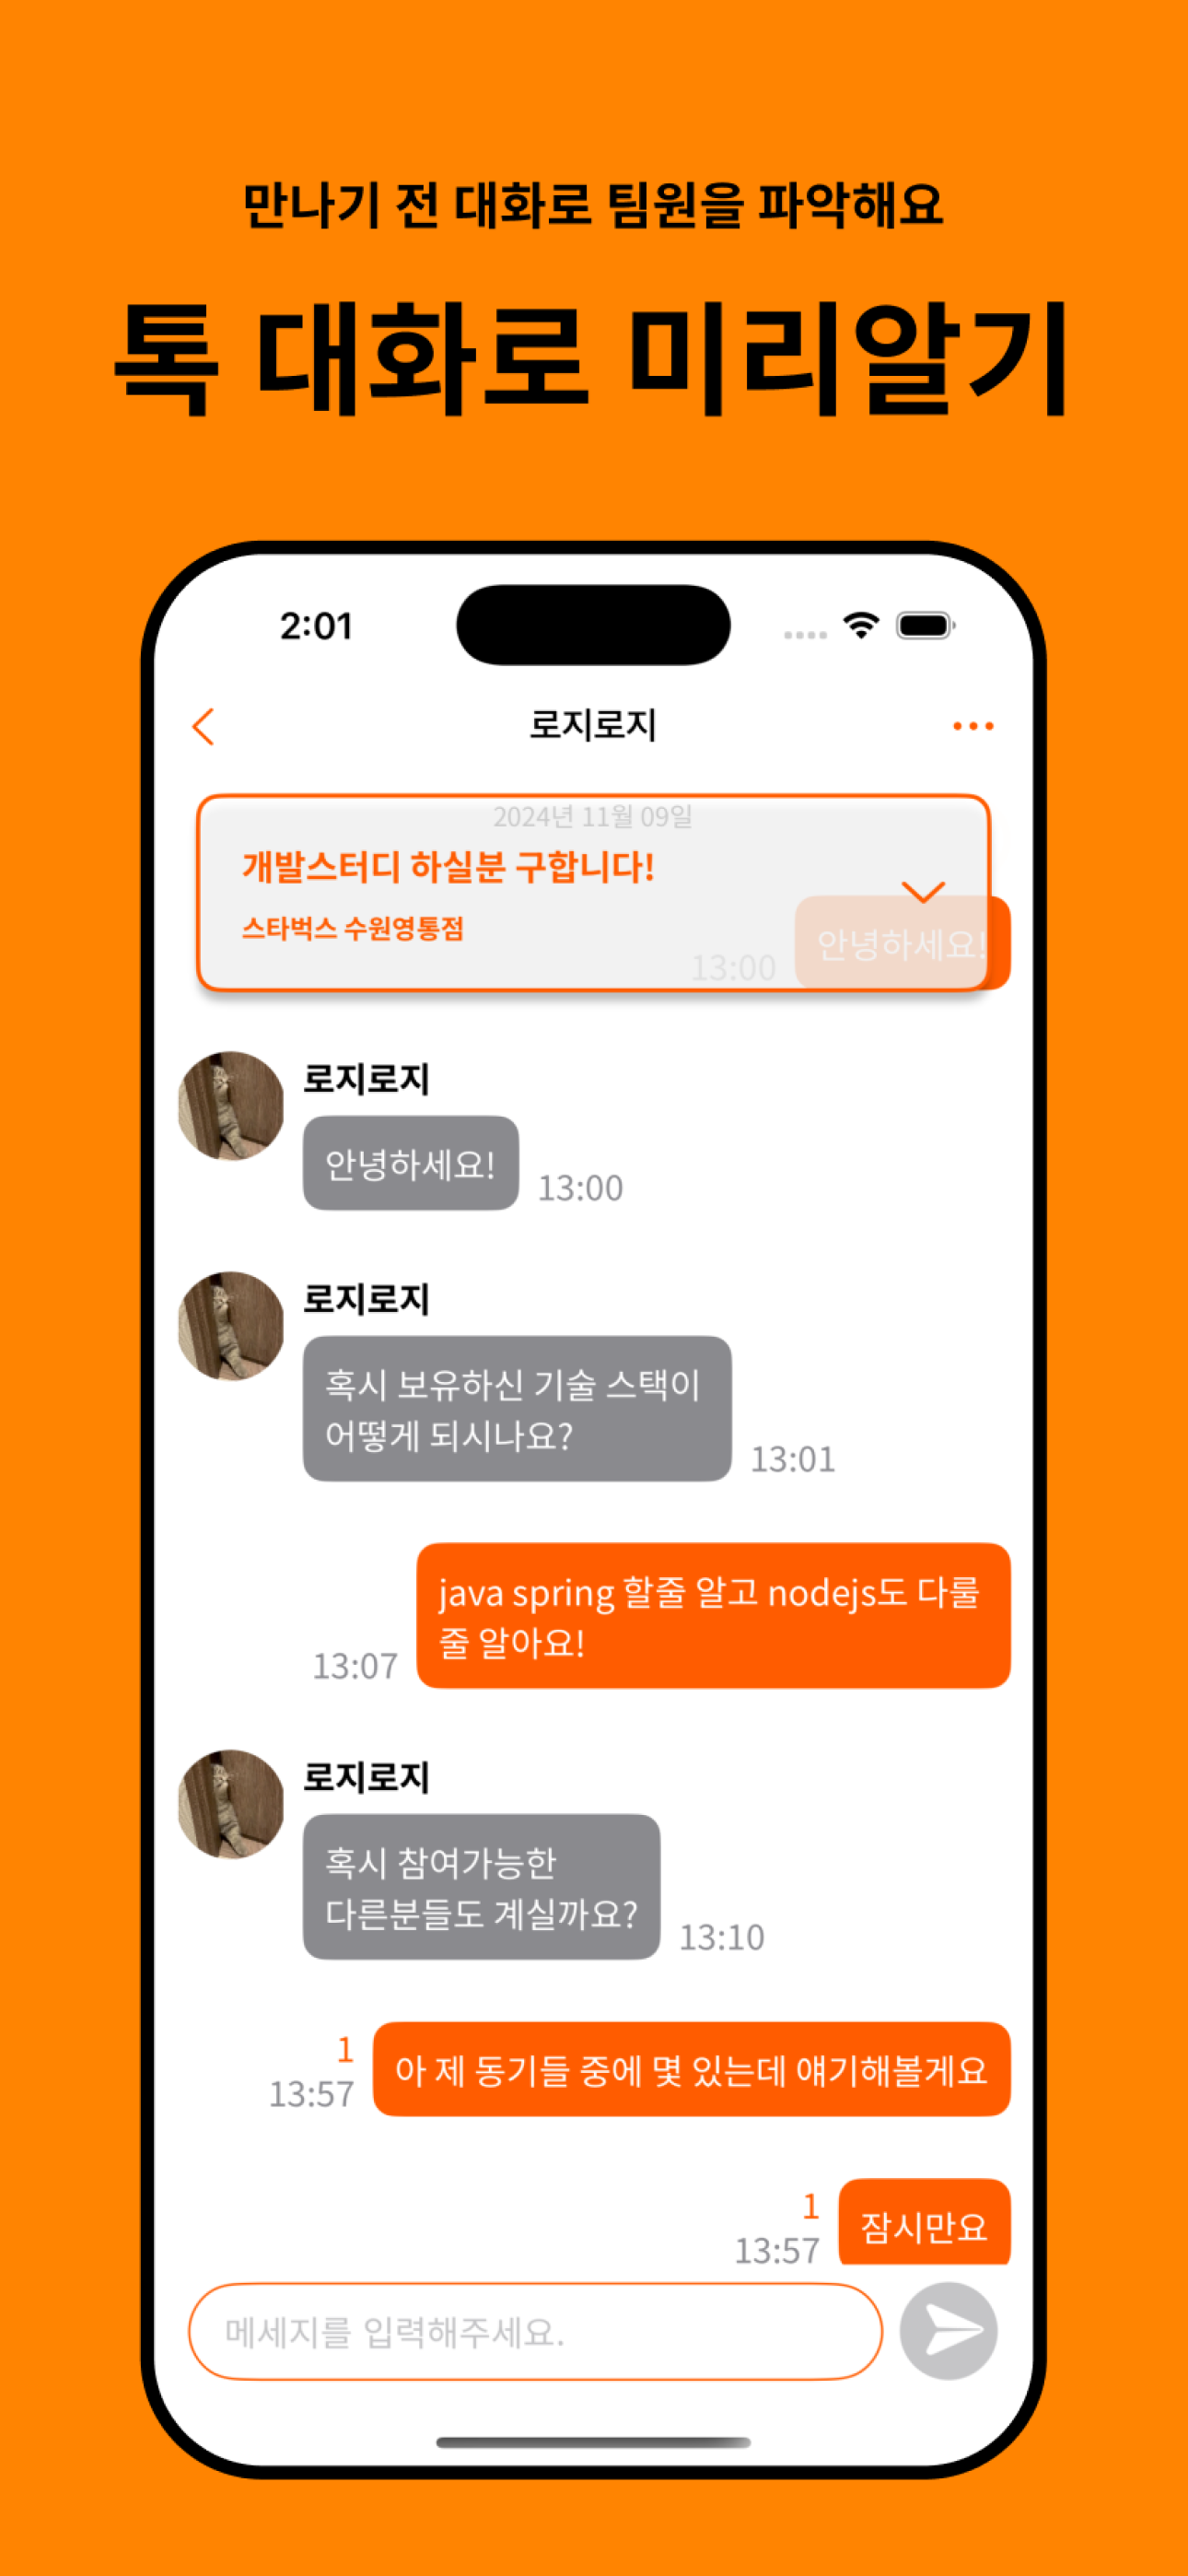 만나기 전 대화로 팀원을 파악해요
톡 대화로 미리알기
2:01
로지로지
2024년 11월 09일
개발스터디 하실분 구합니다!
스타벅스 수원영통점
13:00
안녕하세요!
로지로지
안녕하세요!
13:00
로지로지
혹시 보유하신 기술 스택이
어떻게 되시나요?
13:01
java spring 할줄 알고 nodejs도 다룰
줄 알아요!
13:07
로지로지
혹시 참여가능한
다른분들도 계실까요?
13:10
1
13:57
아 제 동기들 중에 몇 있는데 얘기해볼게요
1
13:57
잠시만요
메세지를 입력해주세요.